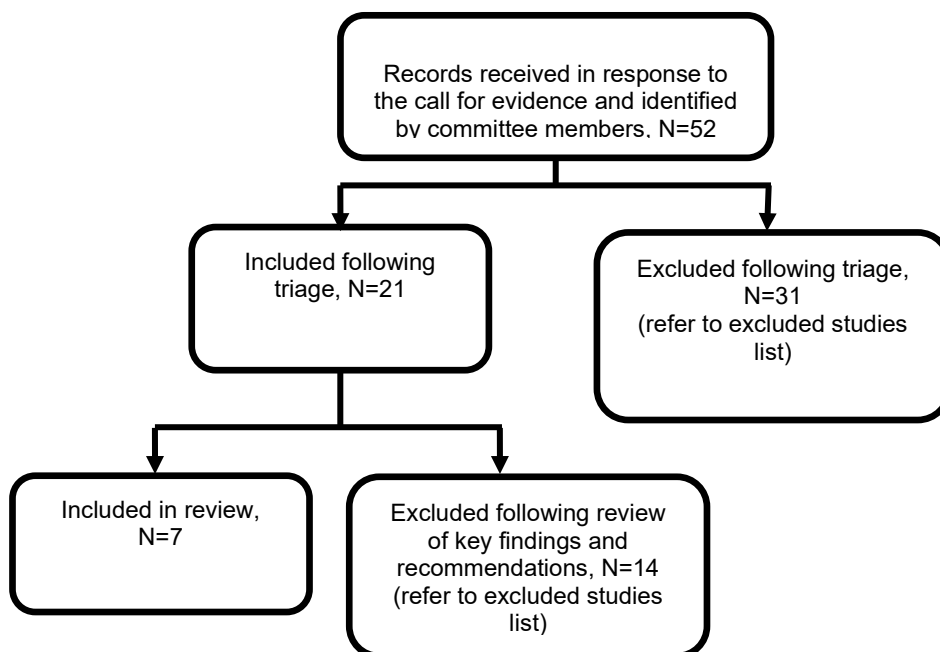 Records received in response to
the call for evidence and identified
by committee members, N=52
Included following
triage, N=21
Excluded following triage,
N=31
(refer to excluded studies
list)
Included in review,
N=7
Excluded following review
of key findings and
recommendations, N=14
(refer to excluded studies
list)